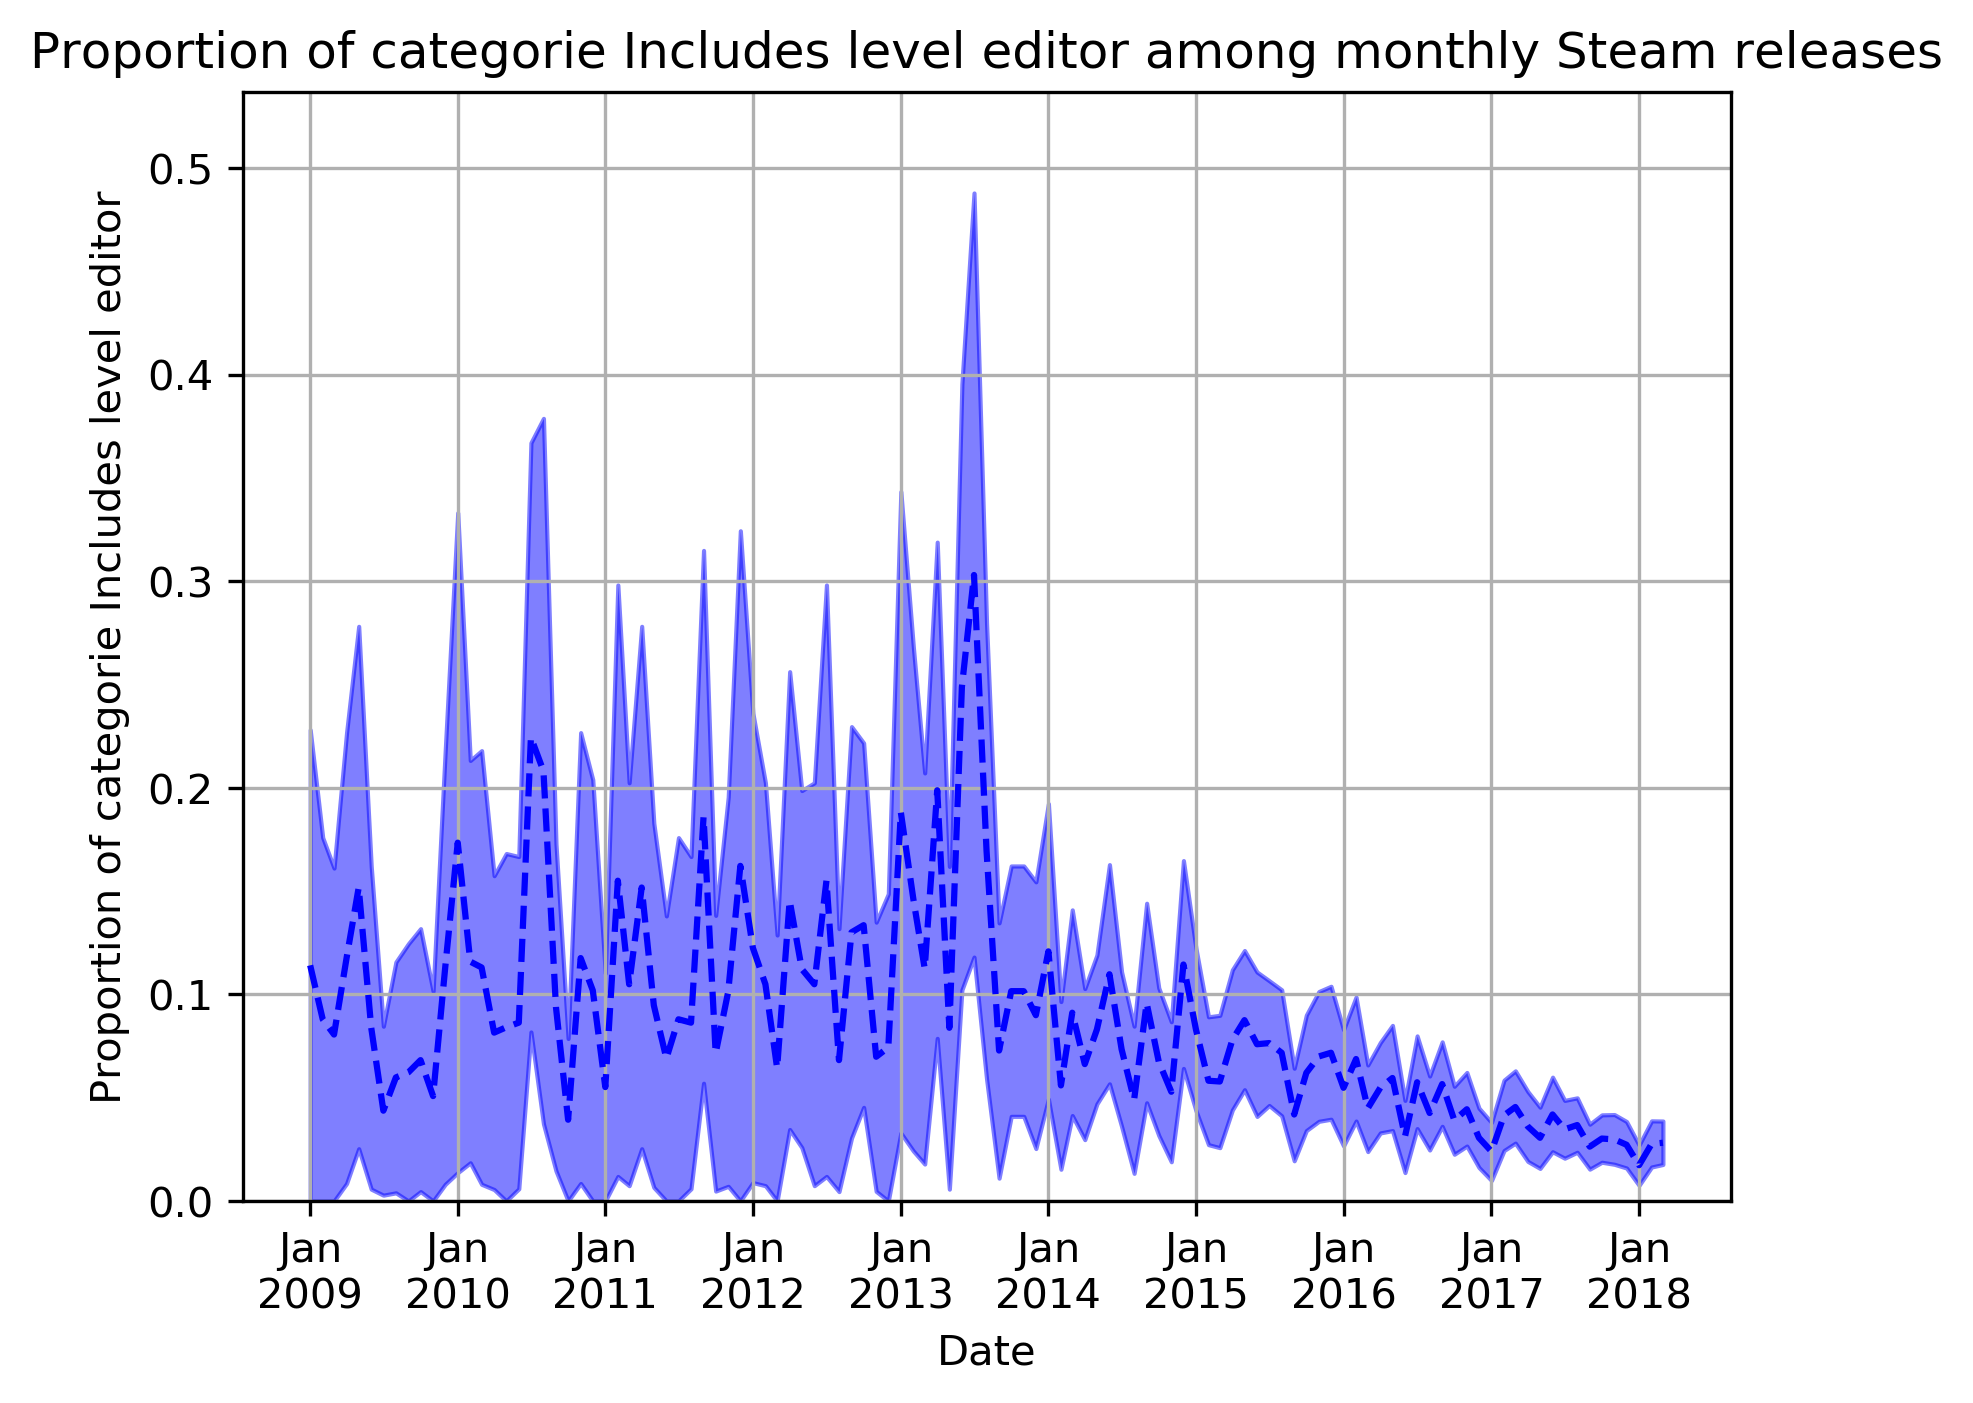 Proportion of categorie Includes level editor among monthly Steam releases
Proportion of categorie Includes level editor
0.5
0.4
0.3
0.2
0.1
0.0
Jan Jan Jan Jan Jan Jan Jan Jan Jan Jan
2009 2010 2011 2012 2013 2014 2015 2016 2017 2018
Date